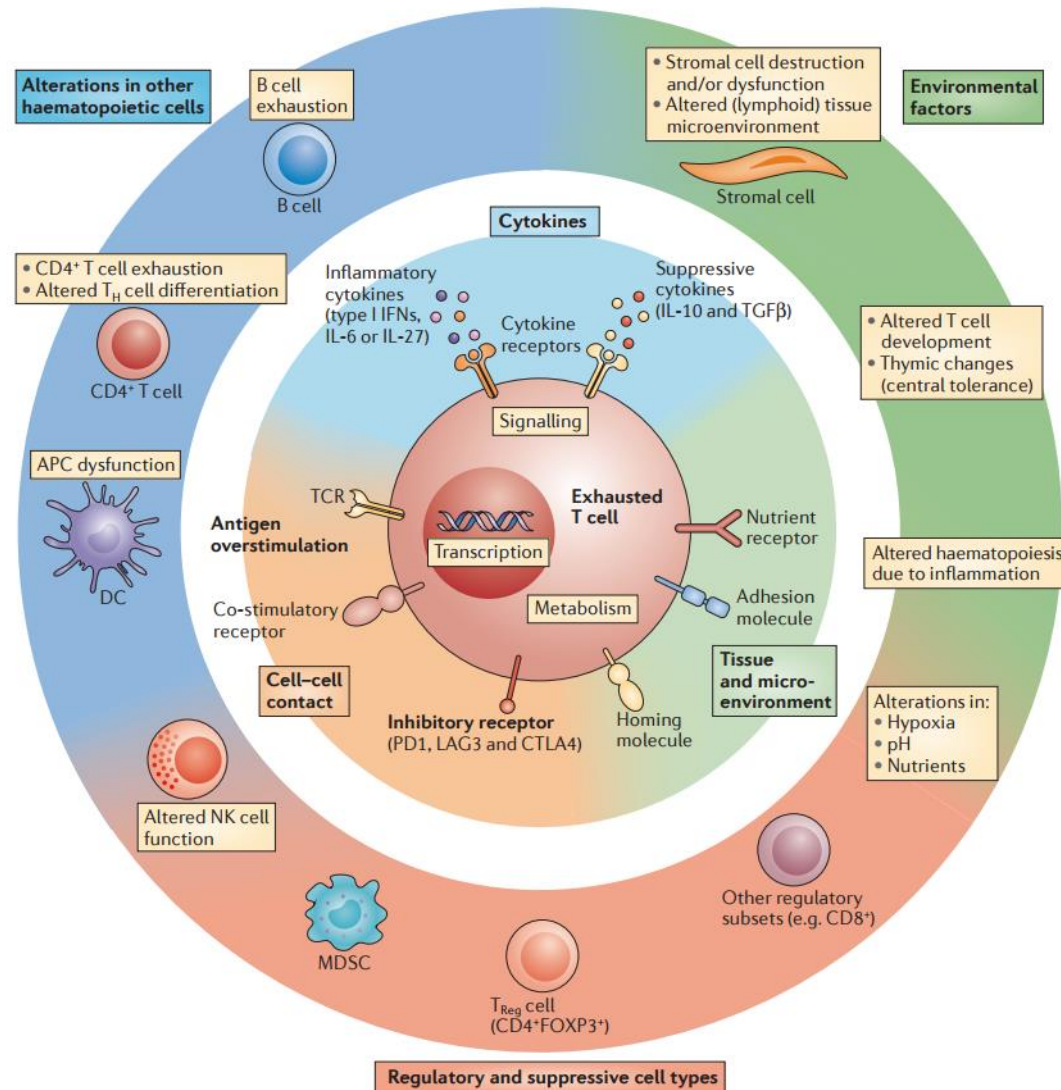 Alterations in other
haematopoietic cells
B cell
exhaustion
B cell
• Stromal cell destruction
and/or dysfunction
• Altered (lymphoid) tissue
microenvironment
Stromal cell
Environmental
factors
• CD4⁺ T cell exhaustion
• Altered T_H cell differentiation
CD4⁺ T cell
Cytokines
Inflammatory
cytokines
(type I IFNs,
IL-6 or IL-27)
Cytokine
receptors
Suppressive
cytokines
(IL-10 and TGFβ)
• Altered T cell
development
• Thymic changes
(central tolerance)
Signalling
APC dysfunction
DC
TCR
Antigen
overstimulation
Exhausted
T cell
Transcription
Nutrient
receptor
Altered haematopoiesis
due to inflammation
Co-stimulatory
receptor
Metabolism
Adhesion
molecule
Cell–cell
contact
Inhibitory receptor
(PD1, LAG3 and CTLA4)
Homing
molecule
Tissue
and micro-
environment
Alterations in:
• Hypoxia
• pH
• Nutrients
Altered NK cell
function
MDSC
T_Reg cell
(CD4⁺FOXP3⁺)
Other regulatory
subsets (e.g. CD8⁺)
Regulatory and suppressive cell types